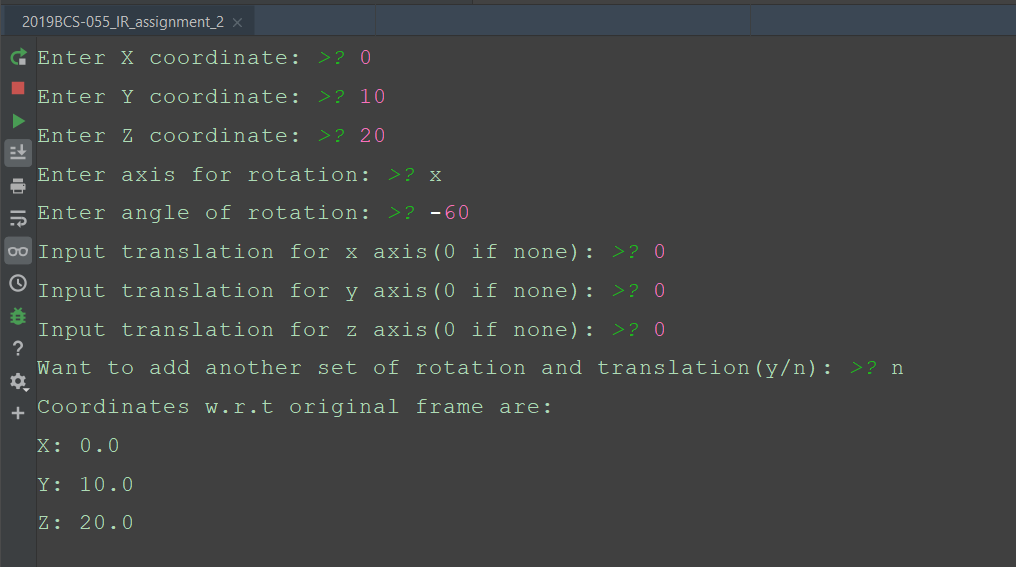 2019BCS-055_IR_assignment_2
Enter X coordinate: >? 0
Enter Y coordinate: >? 10
Enter Z coordinate: >? 20
Enter axis for rotation: >? x
Enter angle of rotation: >? -60
Input translation for x axis(0 if none): >? 0
Input translation for y axis(0 if none): >? 0
Input translation for z axis(0 if none): >? 0
Want to add another set of rotation and translation(y/n): >? n
Coordinates w.r.t original frame are:
X: 0.0
Y: 10.0
Z: 20.0